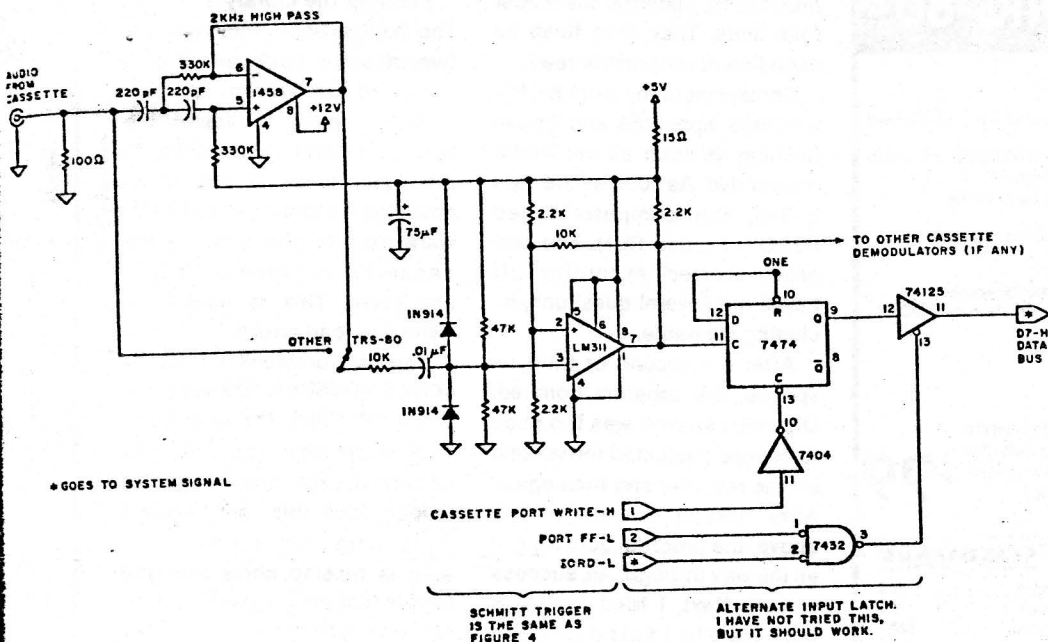 2KHz HIGH PASS
AUDIO
FROM
CASSETTE
330K
220pF
220pF
6
-
5
+
1458
7
8
4
+12V
100Ω
330K
+5V
15Ω
+
75µF
2.2K
10K
2.2K
TO OTHER CASSETTE
DEMODULATORS (IF ANY)
ONE
10
12
D
R
Q
9
11
C
7474
Q
8
C
13
12
74125
11
13
*
D7-H
DATA
BUS
OTHER
TRS-80
10K
.01µF
1N914
1N914
47K
47K
2
+
3
-
5
6
LM311
8
7
1
4
2.2K
10
7404
11
* GOES TO SYSTEM SIGNAL
CASSETTE PORT WRITE-H
1
PORT FF-L
2
IORD-L
*
1
2
7432
3
SCHMITT TRIGGER
IS THE SAME AS
FIGURE 4
ALTERNATE INPUT LATCH.
I HAVE NOT TRIED THIS,
BUT IT SHOULD WORK.